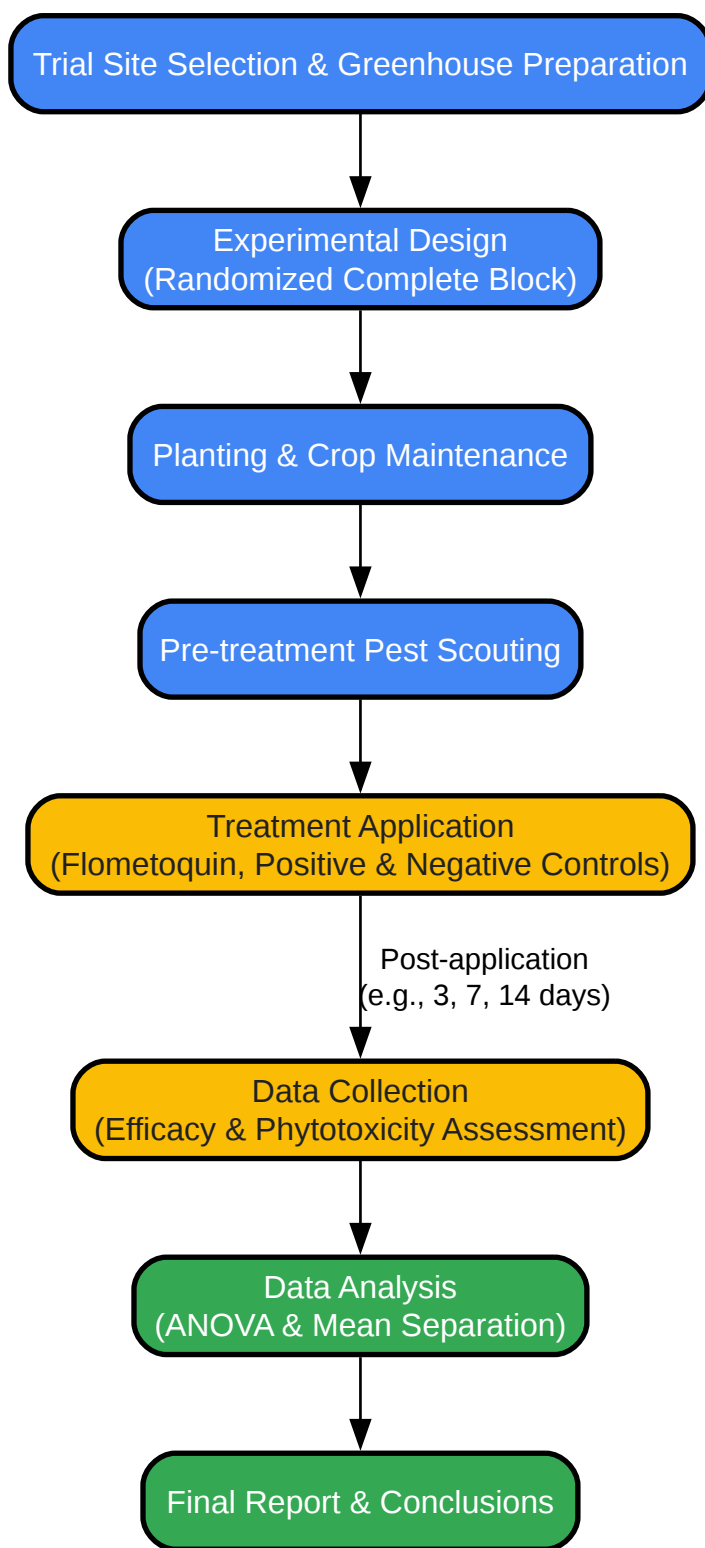 Trial Site Selection & Greenhouse Preparation
Experimental Design
(Randomized Complete Block)
Planting & Crop Maintenance
Pre-treatment Pest Scouting
Treatment Application
(Flometoquin, Positive & Negative Controls)
Post-application
(e.g., 3, 7, 14 days)
Data Collection
(Efficacy & Phytotoxicity Assessment)
Data Analysis
(ANOVA & Mean Separation)
Final Report & Conclusions